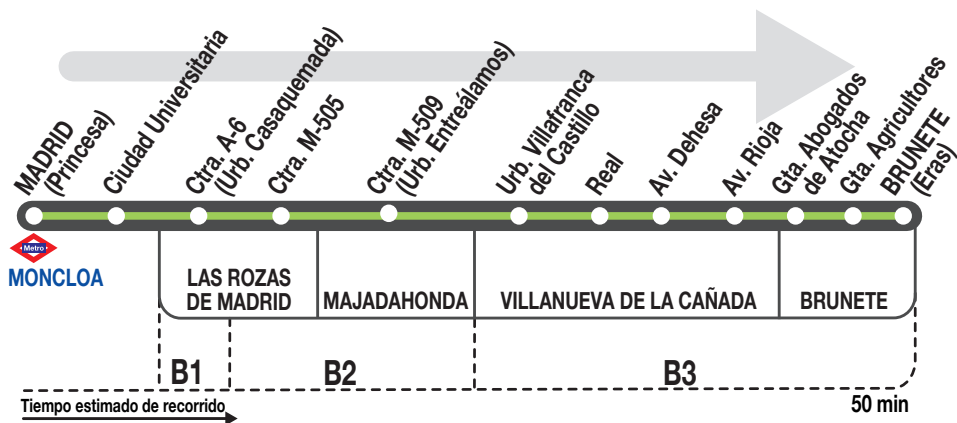 MADRID
(Princesa)
Ciudad Universitaria
Ctra. A-6
(Urb. Casaquemada)
Ctra. M-505
Ctra. M-509
(Urb. Entreálamos)
Urb. Villafranca
del Castillo
Real
Av. Dehesa
Av. Rioja
Gta. Abogados
de Atocha
Gta. Agricultores
BRUNETE
(Eras)
Metro
MONCLOA
LAS ROZAS
DE MADRID
MAJADAHONDA
VILLANUEVA DE LA CAÑADA
BRUNETE
B1
B2
B3
Tiempo estimado de recorrido
50 min